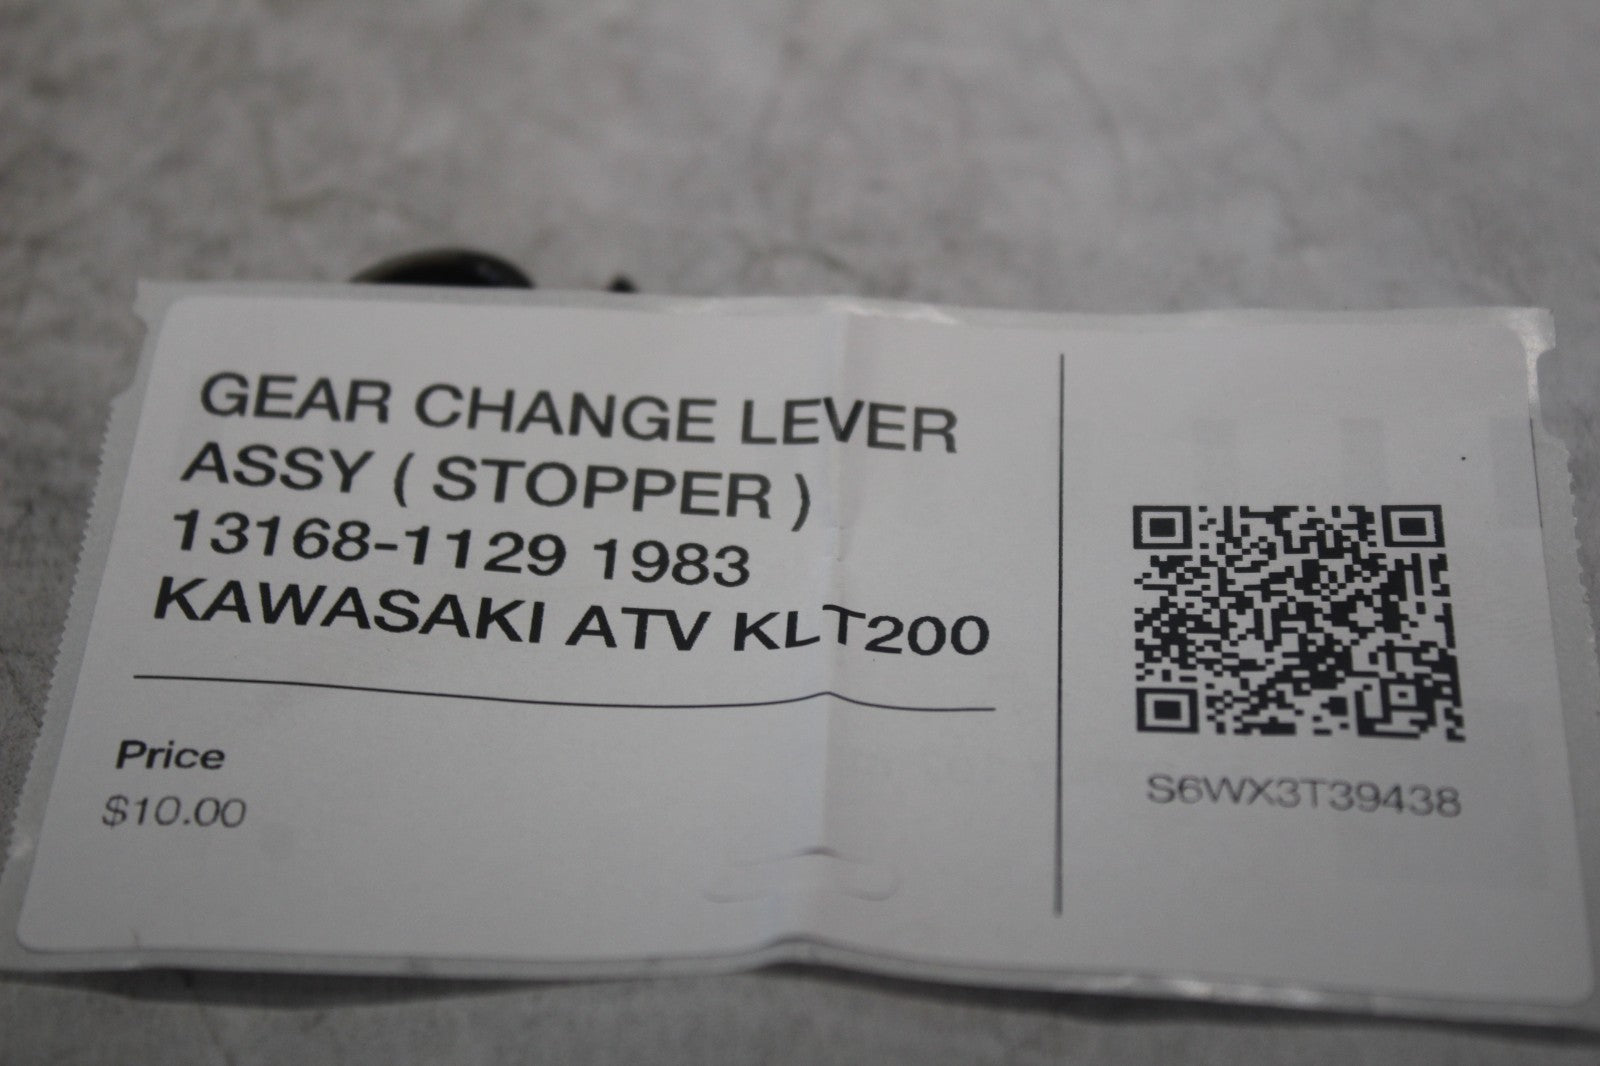 GEAR CHANGE LEVER
ASSY ( STOPPER )
13168-1129 1983
KAWASAKI ATV KLT200
Price
$10.00
S6WX3T39438